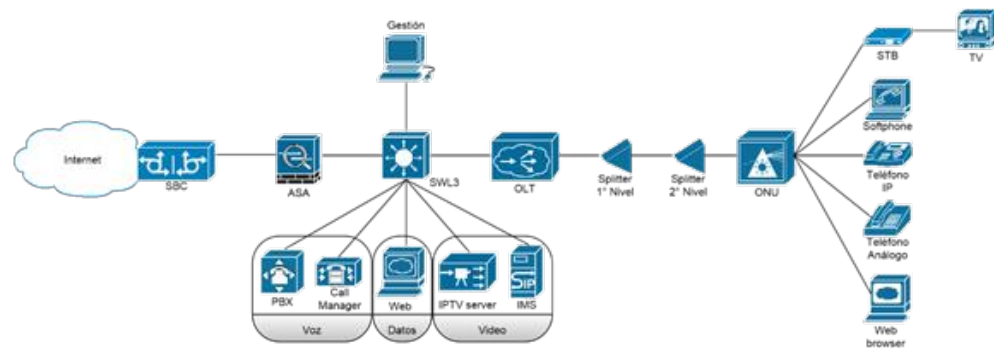 Gestión
Internet
SBC
ASA
SWL3
OLT
Splitter
1° Nivel
Splitter
2° Nivel
ONU
STB
TV
Softphone
Teléfono
IP
Teléfono
Análogo
Web
browser
PBX
Call
Manager
Web
IPTV server
SIP
IMS
Voz
Datos
Video